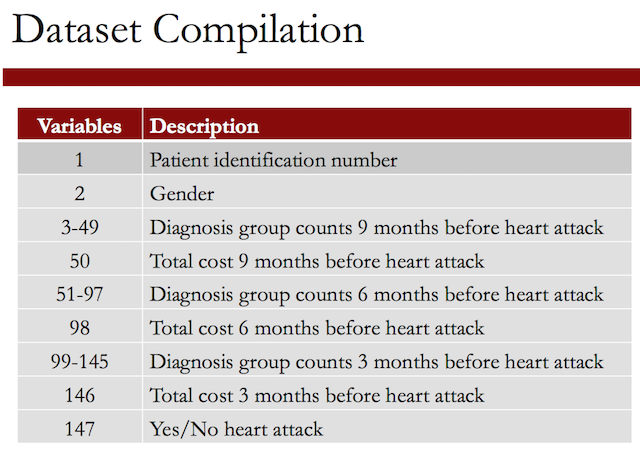 Dataset Compilation
Variables Description
1 Patient identification number
2 Gender
3-49 Diagnosis group counts 9 months before heart attack
50 Total cost 9 months before heart attack
51-97 Diagnosis group counts 6 months before heart attack
98 Total cost 6 months before heart attack
99-145 Diagnosis group counts 3 months before heart attack
146 Total cost 3 months before heart attack
147 Yes/No heart attack